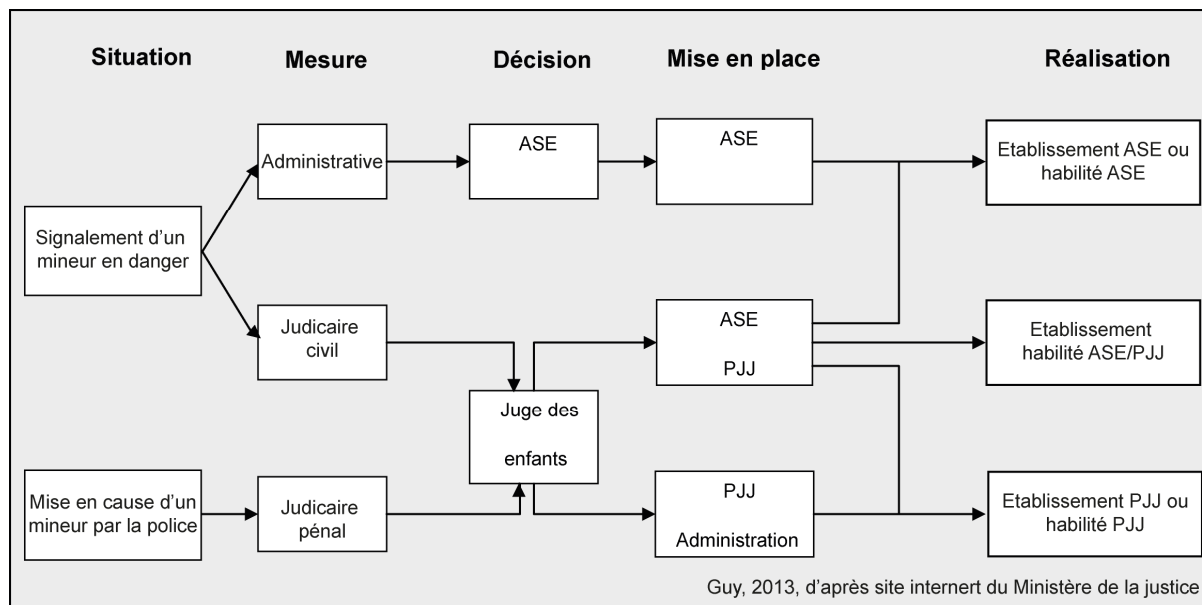 Situation
Mesure
Décision
Mise en place
Réalisation
Administrative
ASE
ASE
Etablissement ASE ou
habilité ASE
Signalement d'un
mineur en danger
Judicaire
civil
ASE
PJJ
Etablissement
habilité ASE/PJJ
Juge des
enfants
Mise en cause d'un
mineur par la police
Judicaire
pénal
PJJ
Administration
Etablissement PJJ ou
habilité PJJ
Guy, 2013, d'après site internert du Ministère de la justice